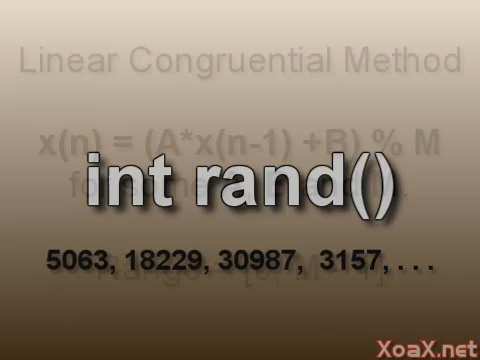 Linear Congruential Method
x(n) = (A*x(n-1) +B) % M
int rand()
5063, 18229, 30987, 3157, . . .
XoaX.net